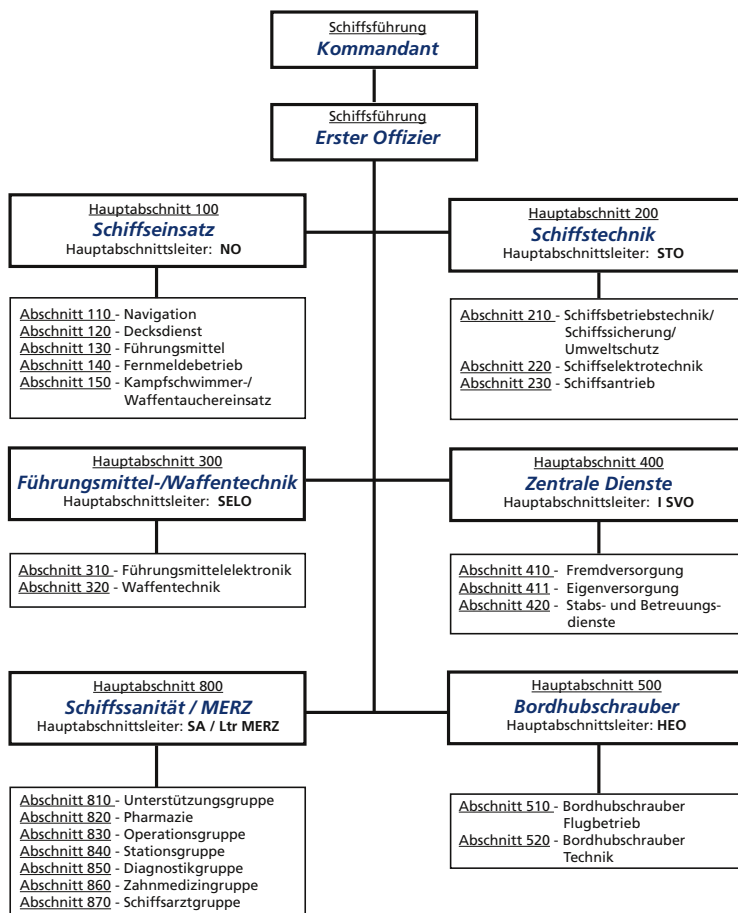 Schiffsführung
Kommandant
Schiffsführung
Erster Offizier
Hauptabschnitt 100
Schiffseinsatz
Hauptabschnittsleiter: NO
Abschnitt 110 - Navigation
Abschnitt 120 - Decksdienst
Abschnitt 130 - Führungsmittel
Abschnitt 140 - Fernmeldebetrieb
Abschnitt 150 - Kampfschwimmer-/
Waffentauchereinsatz
Hauptabschnitt 200
Schiffstechnik
Hauptabschnittsleiter: STO
Abschnitt 210 - Schiffsbetriebstechnik/
Schiffssicherung/
Umweltschutz
Abschnitt 220 - Schiffselektrotechnik
Abschnitt 230 - Schiffsantrieb
Hauptabschnitt 300
Führungsmittel-/Waffentechnik
Hauptabschnittsleiter: SELO
Abschnitt 310 - Führungsmittelelektronik
Abschnitt 320 - Waffentechnik
Hauptabschnitt 400
Zentrale Dienste
Hauptabschnittsleiter: I SVO
Abschnitt 410 - Fremdversorgung
Abschnitt 411 - Eigenversorgung
Abschnitt 420 - Stabs- und Betreuungs-
dienste
Hauptabschnitt 800
Schiffssanität / MERZ
Hauptabschnittsleiter: SA / Ltr MERZ
Abschnitt 810 - Unterstützungsgruppe
Abschnitt 820 - Pharmazie
Abschnitt 830 - Operationsgruppe
Abschnitt 840 - Stationsgruppe
Abschnitt 850 - Diagnostikgruppe
Abschnitt 860 - Zahnmedizingruppe
Abschnitt 870 - Schiffsarztgruppe
Hauptabschnitt 500
Bordhubschrauber
Hauptabschnittsleiter: HEO
Abschnitt 510 - Bordhubschrauber
Flugbetrieb
Abschnitt 520 - Bordhubschrauber
Technik